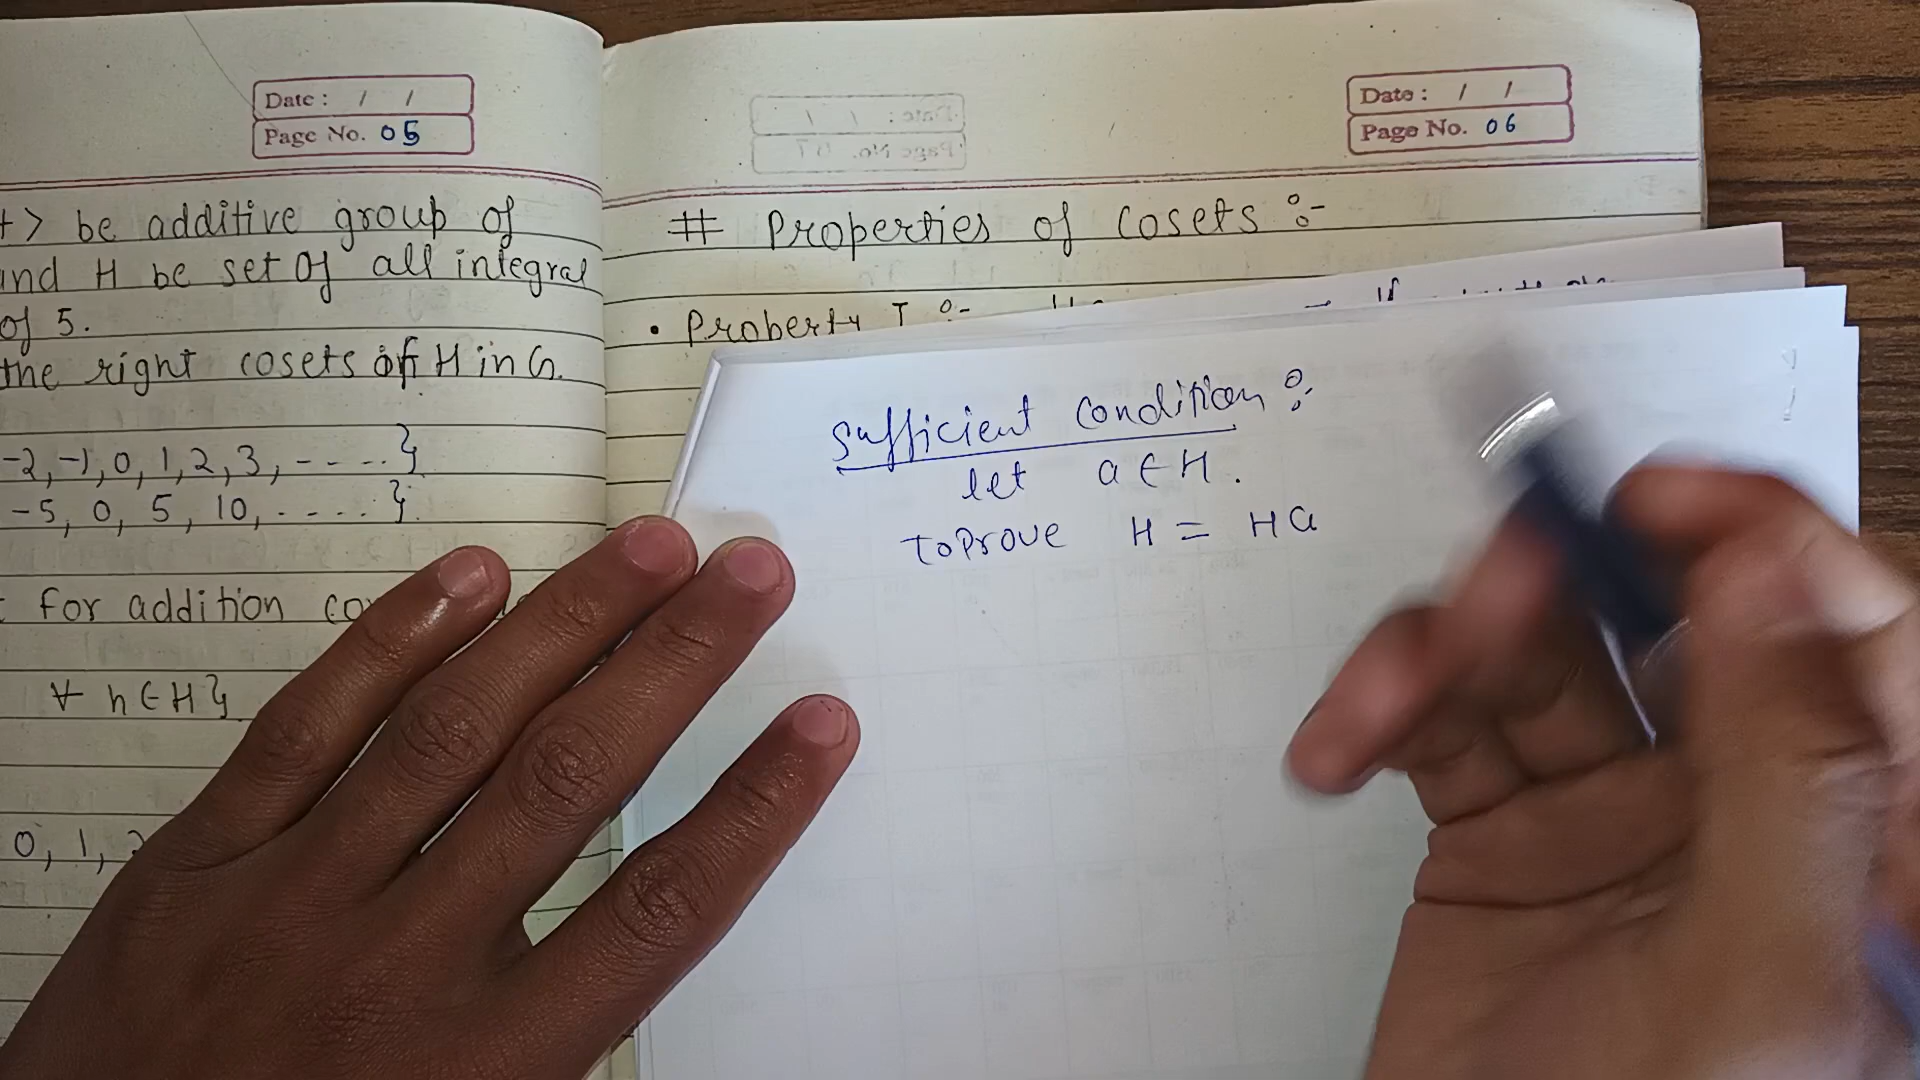 Date : / /
Page No. 05
+> be additive group of
and H be set of all integral
of 5.
the right cosets of H in G.
-2, -1, 0, 1, 2, 3, - - - - }
-5, 0, 5, 10, - - - - }
for addition
∀ h ∈ H}
0, 1,
Date : / /
Page No. 06
# Properties of cosets :-
• Property I :-
Sufficient Condition :-
let a ∈ H.
to Prove H = Ha